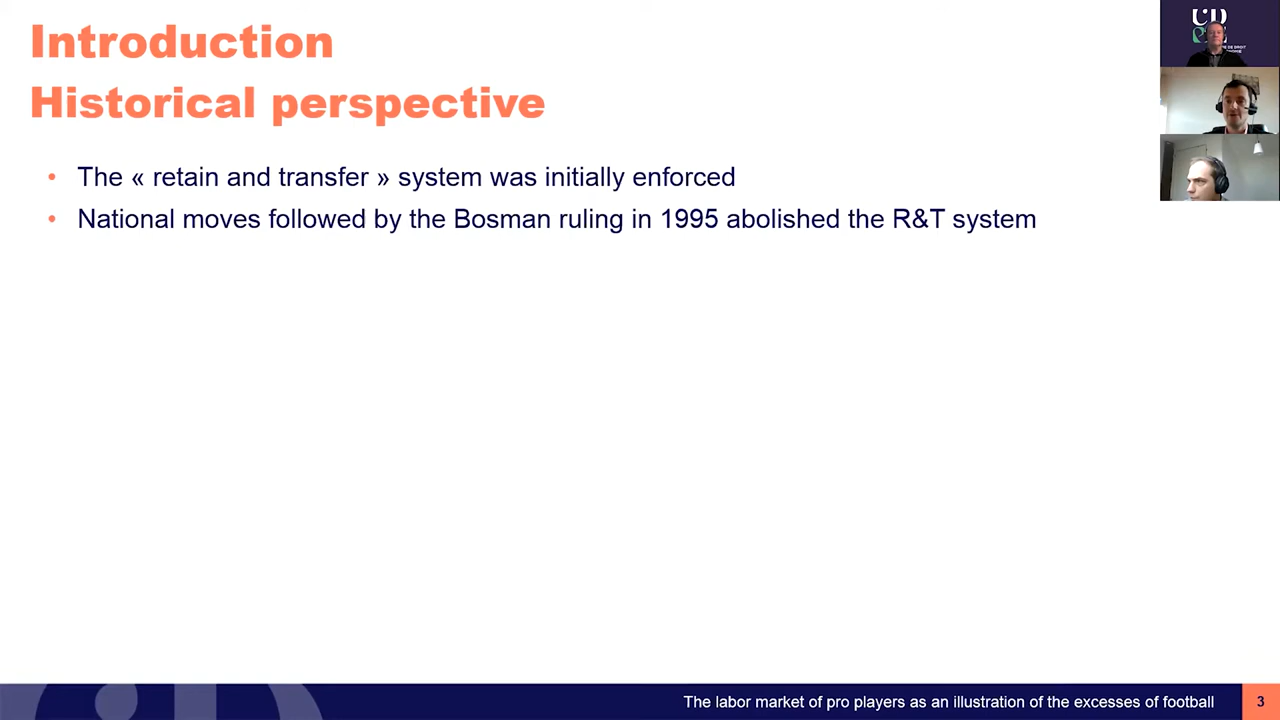 Introduction
Historical perspective
• The « retain and transfer » system was initially enforced
• National moves followed by the Bosman ruling in 1995 abolished the R&T system
The labor market of pro players as an illustration of the excesses of football
3